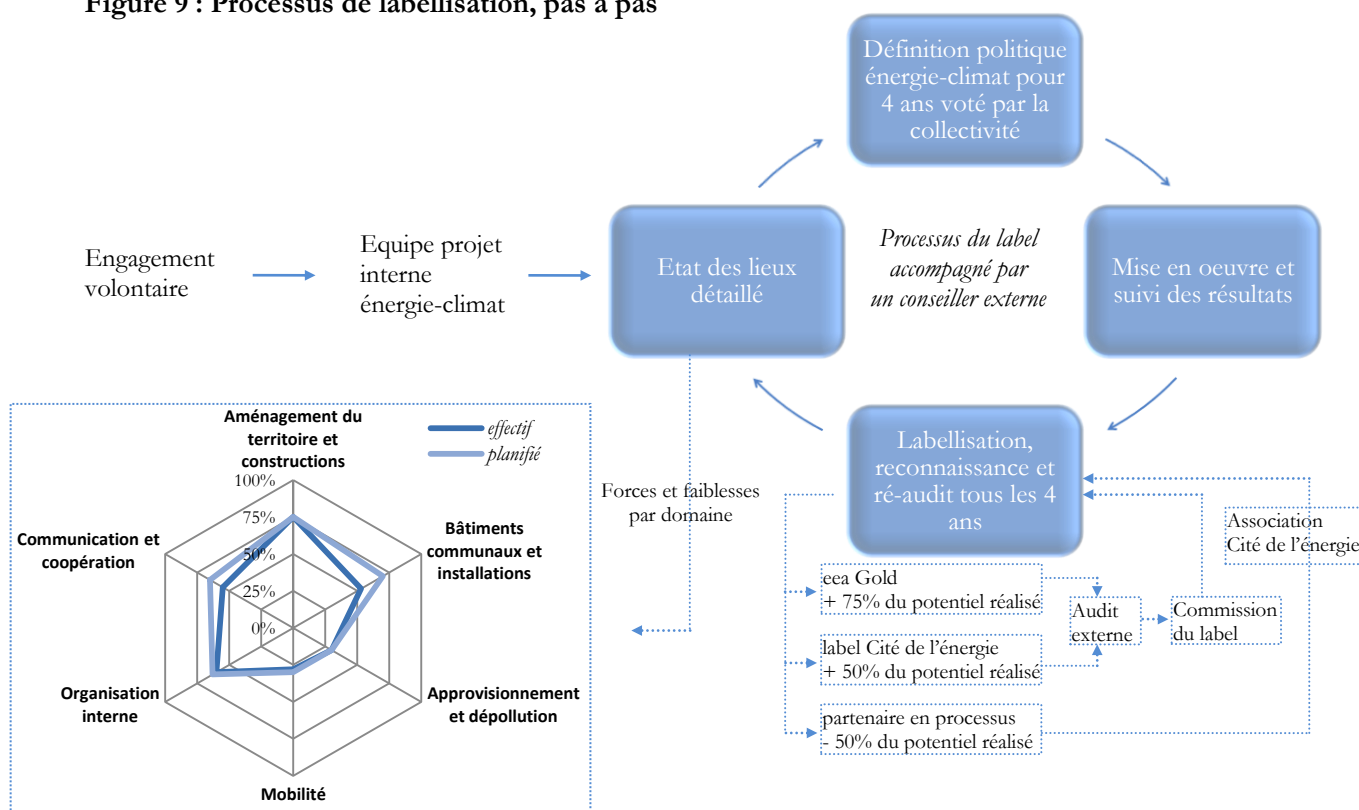 Figure 9 : Processus de labellisation, pas à pas
Définition politique
énergie-climat pour
4 ans voté par la
collectivité
Engagement
volontaire
Equipe projet
interne
énergie-climat
Etat des lieux
détaillé
Processus du label
accompagné par
un conseiller externe
Mise en oeuvre et
suivi des résultats
Labellisation,
reconnaissance et
ré-audit tous les 4
ans
Forces et faiblesses
par domaine
Aménagement du
territoire et
constructions
effectif
planifié
100%
75%
50%
25%
0%
Communication et
coopération
Bâtiments
communaux et
installations
Organisation
interne
Approvisionnement
et dépollution
Mobilité
eea Gold
+ 75% du potentiel réalisé
label Cité de l'énergie
+ 50% du potentiel réalisé
partenaire en processus
- 50% du potentiel réalisé
Audit
externe
Commission
du label
Association
Cité de l'énergie